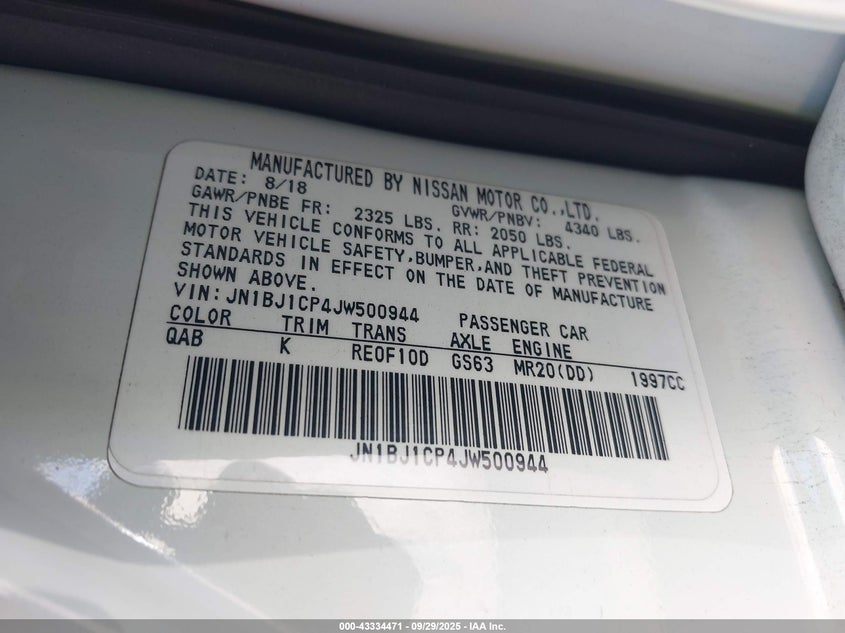 MANUFACTURED BY NISSAN MOTOR CO.,LTD.
DATE: 8/18 GVWR/PNBV: 4340 LBS.
GAWR/PNBE FR: 2325 LBS. RR: 2050 LBS.
THIS VEHICLE CONFORMS TO ALL APPLICABLE FEDERAL
MOTOR VEHICLE SAFETY,BUMPER,AND THEFT PREVENTION
STANDARDS IN EFFECT ON THE DATE OF MANUFACTURE
SHOWN ABOVE.
VIN:JN1BJ1CP4JW500944 PASSENGER CAR
COLOR TRIM TRANS AXLE ENGINE
QAB K RE0F10D GS63 MR20(DD) 1997CC
JN1BJ1CP4JW500944
000-43334471 - 09/29/2025 - IAA Inc.